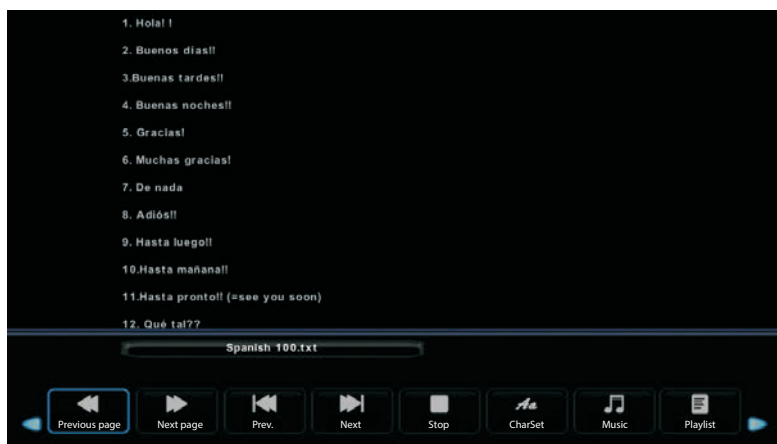 1. Hola! !
2. Buenos días!!
3.Buenas tardes!!
4. Buenas noches!!
5. Gracias!
6. Muchas gracias!
7. De nada
8. Adiós!!
9. Hasta luego!!
10.Hasta mañana!!
11.Hasta pronto!! (=see you soon)
12. Qué tal??
Spanish 100.txt
Previous page Next page Prev. Next Stop Aa CharSet Music Playlist